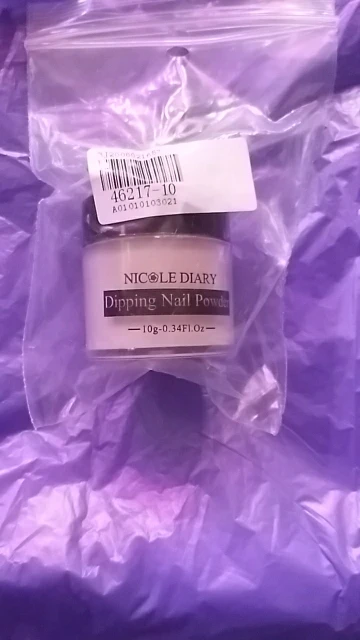 46217-10
A01010103021
NICOLE DIARY
Dipping Nail Powder
10g-0.34Fl.Oz